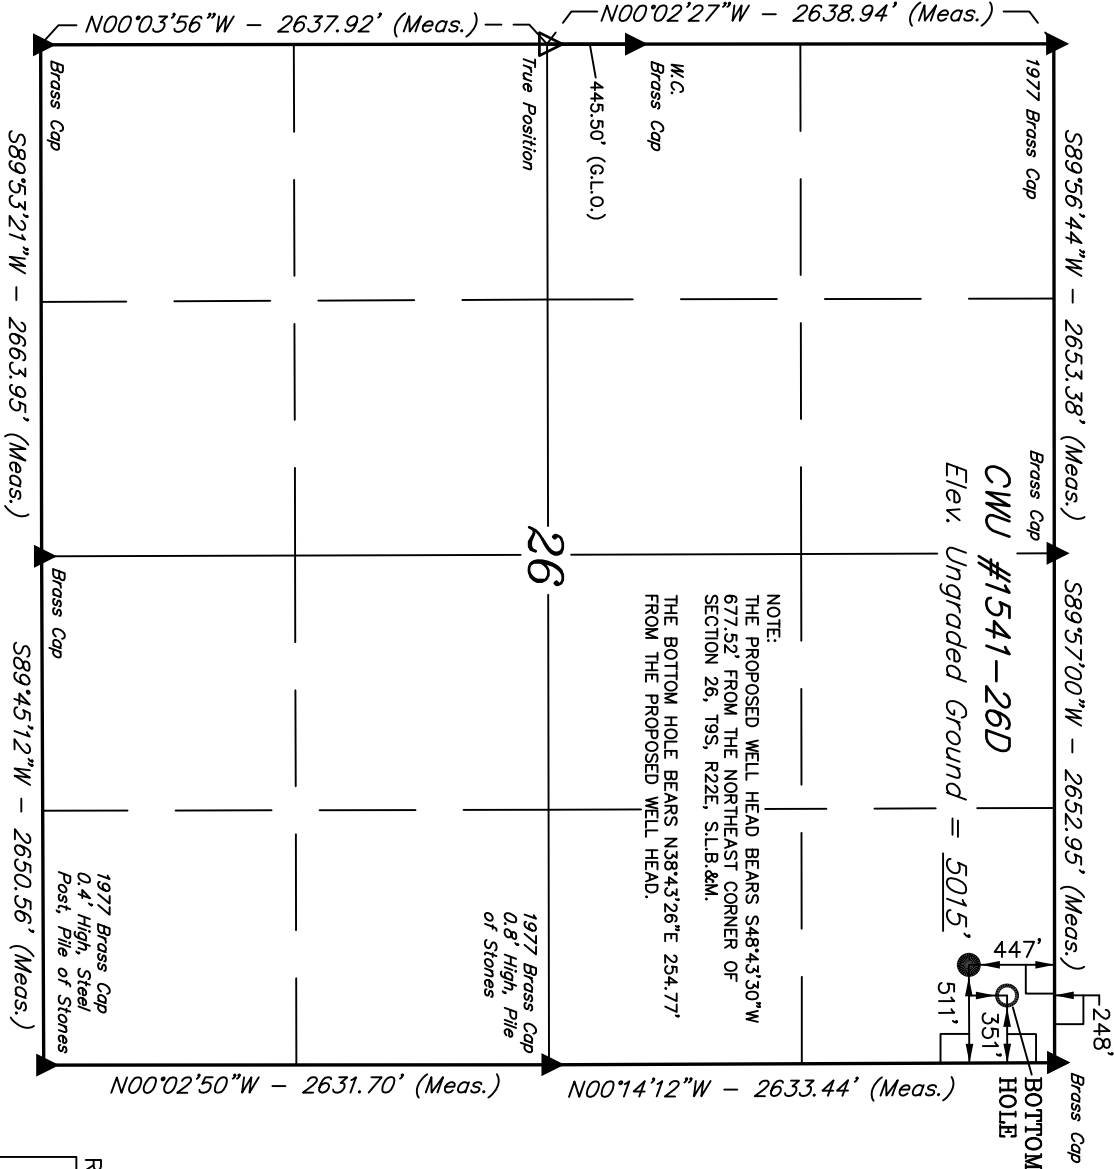 N00°03'56"W - 2637.92' (Meas.)
N00°02'27"W - 2638.94' (Meas.)
Brass Cap
True Position
445.50' (G.L.O.)
W.C.
Brass Cap
1977 Brass Cap
S89°56'44"W - 2653.38' (Meas.)
S89°53'21"W - 2663.95' (Meas.)
Brass Cap
CWU #1541-26D
Elev. Ungraded Ground = 5015'
S89°57'00"W - 2652.95' (Meas.)
26
NOTE:
THE PROPOSED WELL HEAD BEARS S48°43'30"W
677.52' FROM THE NORTHEAST CORNER OF
SECTION 26, T9S, R22E, S.L.B.&M.
THE BOTTOM HOLE BEARS N38°43'26"E 254.77'
FROM THE PROPOSED WELL HEAD.
Brass Cap
S89°45'12"W - 2650.56' (Meas.)
447'
248'
511'
351'
BOTTOM
HOLE
Brass Cap
1977 Brass Cap
0.8' High, Pile
of Stones
1977 Brass Cap
0.4' High, Steel
Post, Pile of Stones
N00°02'50"W - 2631.70' (Meas.)
N00°14'12"W - 2633.44' (Meas.)
R